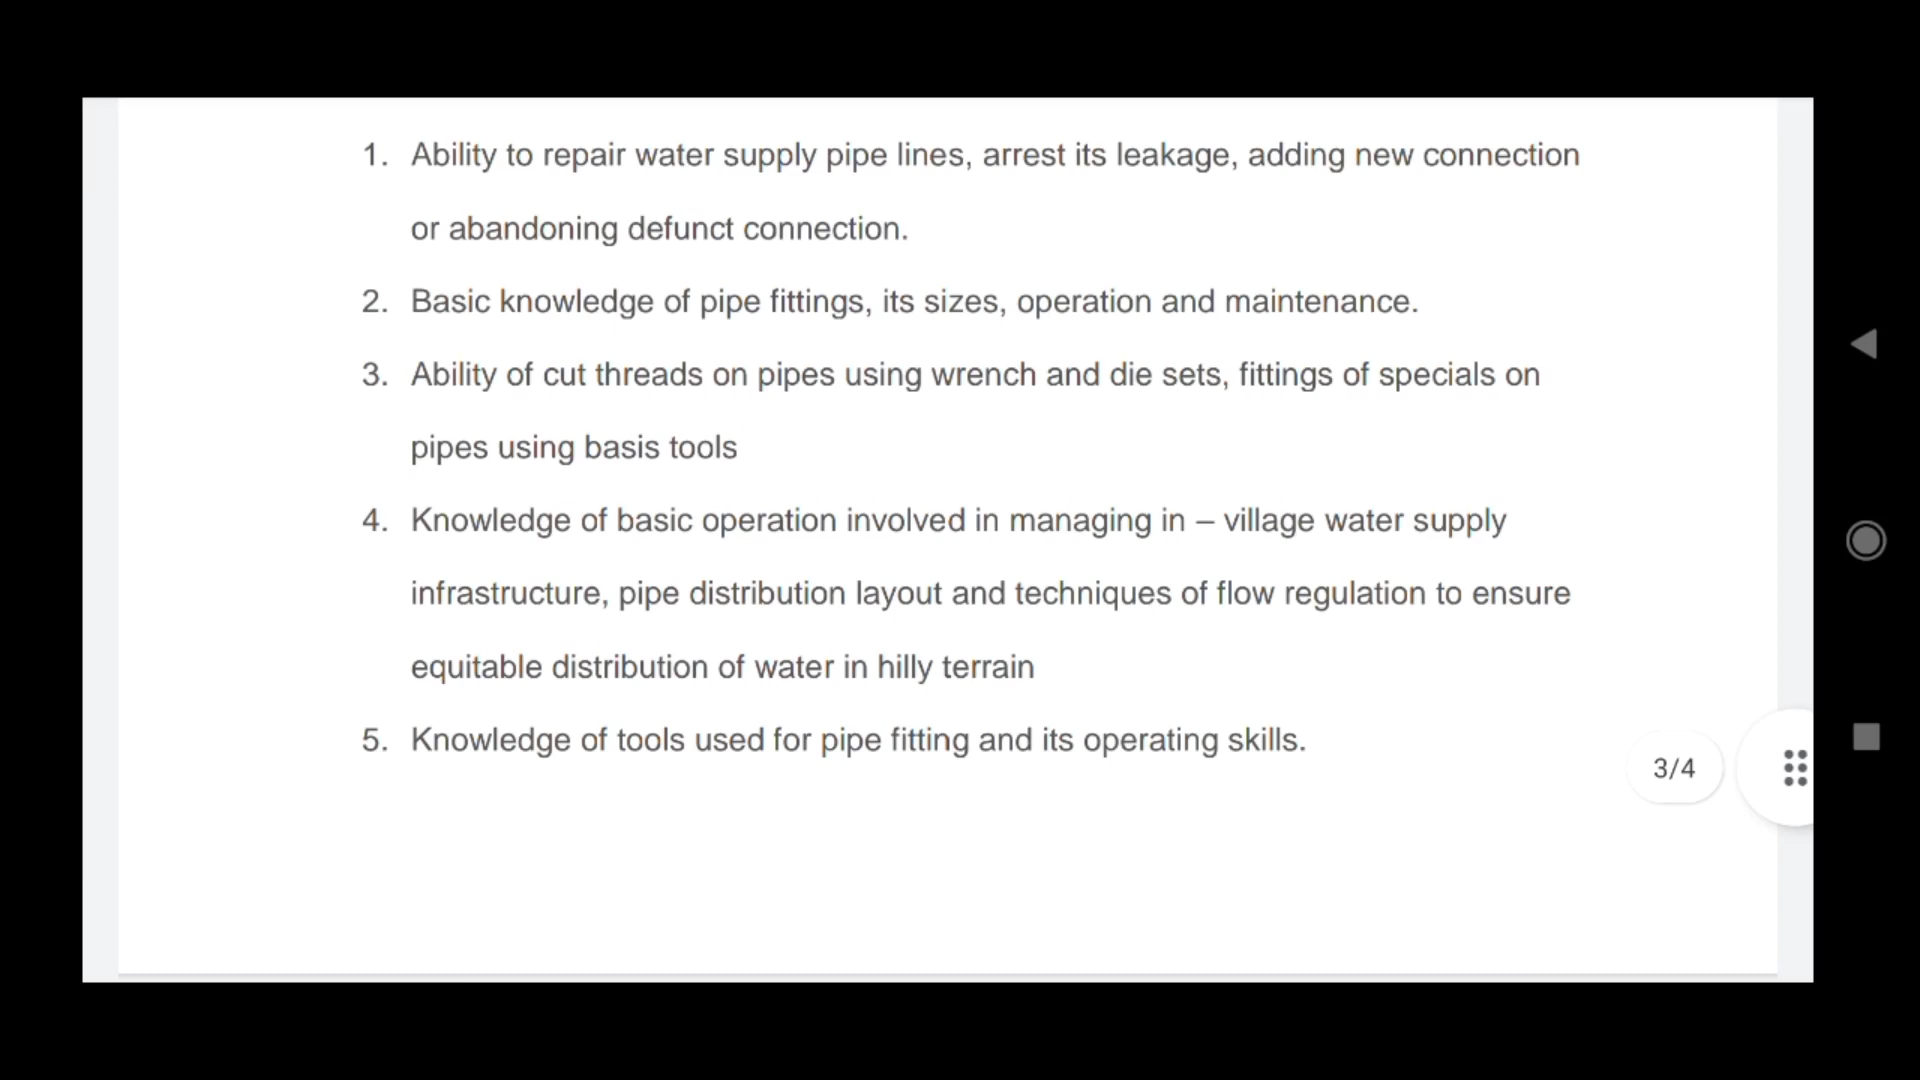 1. Ability to repair water supply pipe lines, arrest its leakage, adding new connection
or abandoning defunct connection.
2. Basic knowledge of pipe fittings, its sizes, operation and maintenance.
3. Ability of cut threads on pipes using wrench and die sets, fittings of specials on
pipes using basis tools
4. Knowledge of basic operation involved in managing in – village water supply
infrastructure, pipe distribution layout and techniques of flow regulation to ensure
equitable distribution of water in hilly terrain
5. Knowledge of tools used for pipe fitting and its operating skills.
3/4